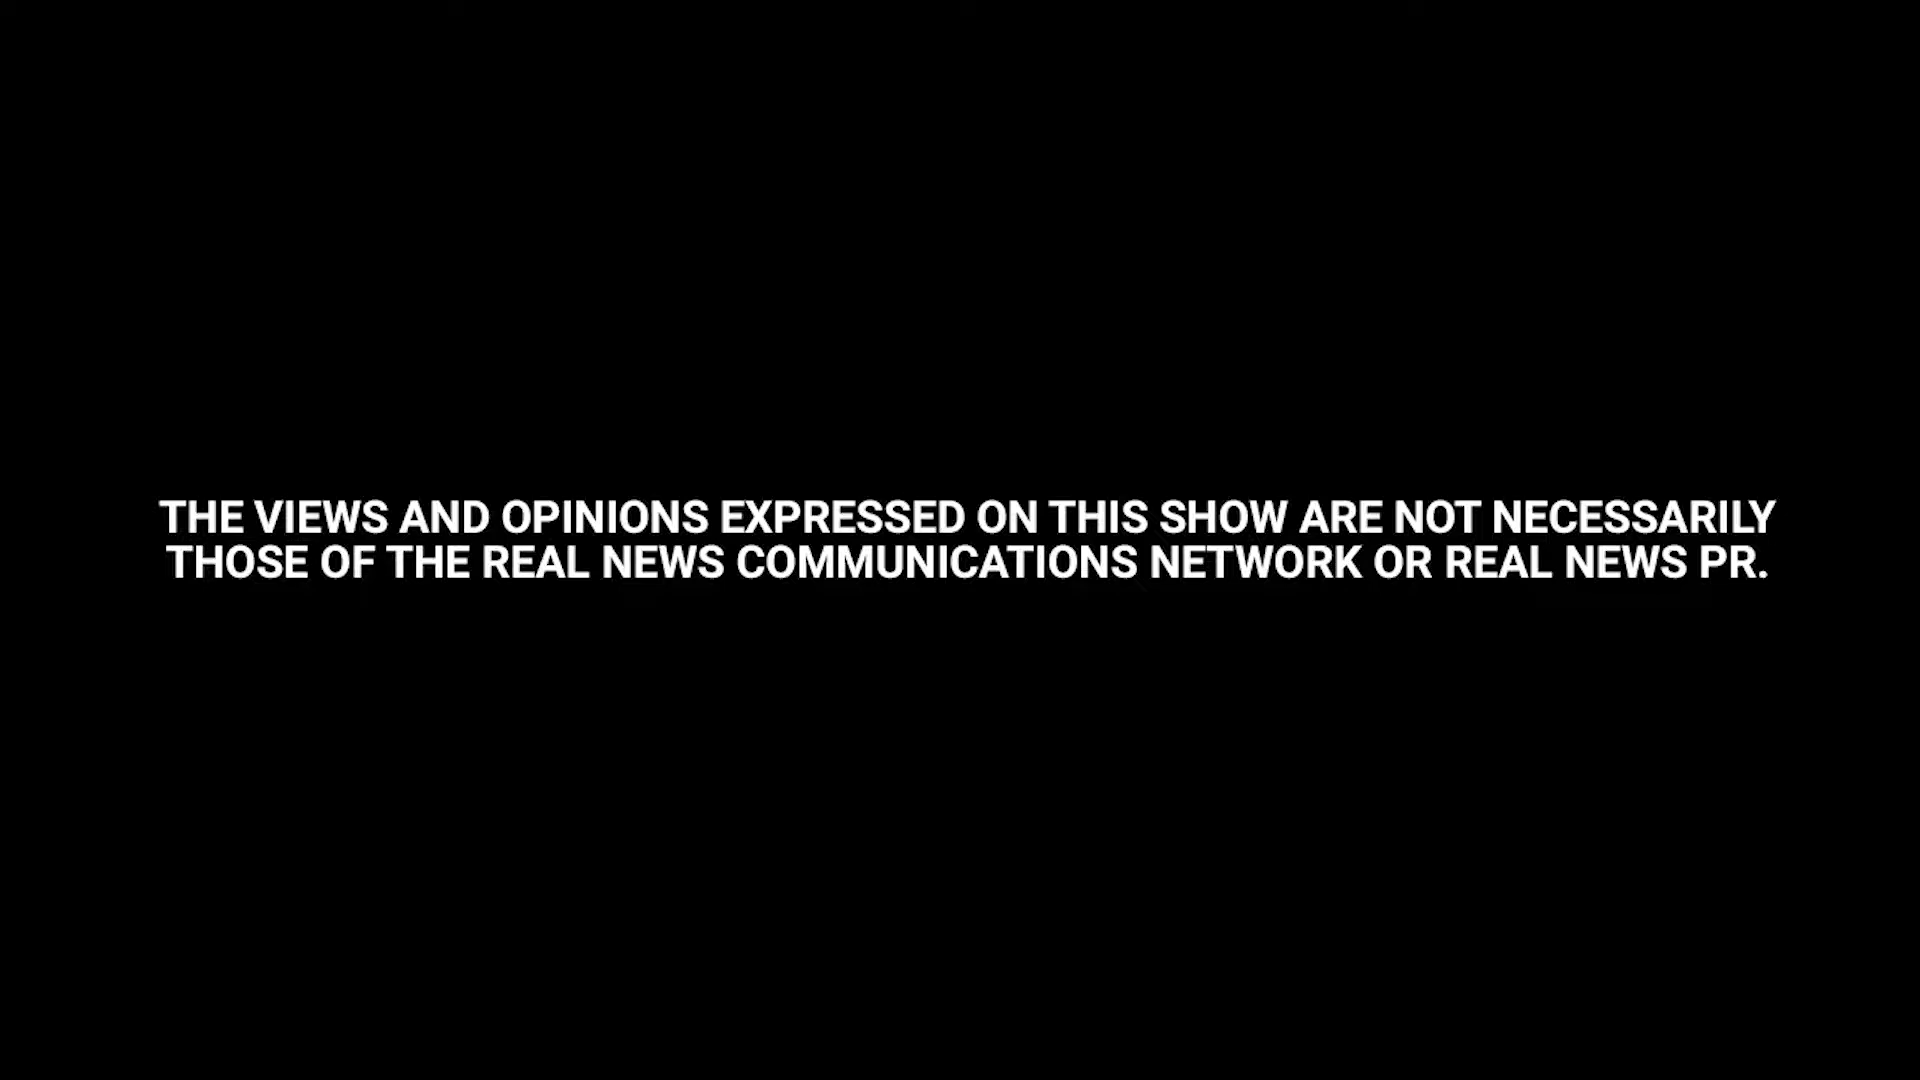 THE VIEWS AND OPINIONS EXPRESSED ON THIS SHOW ARE NOT NECESSARILY
THOSE OF THE REAL NEWS COMMUNICATIONS NETWORK OR REAL NEWS PR.